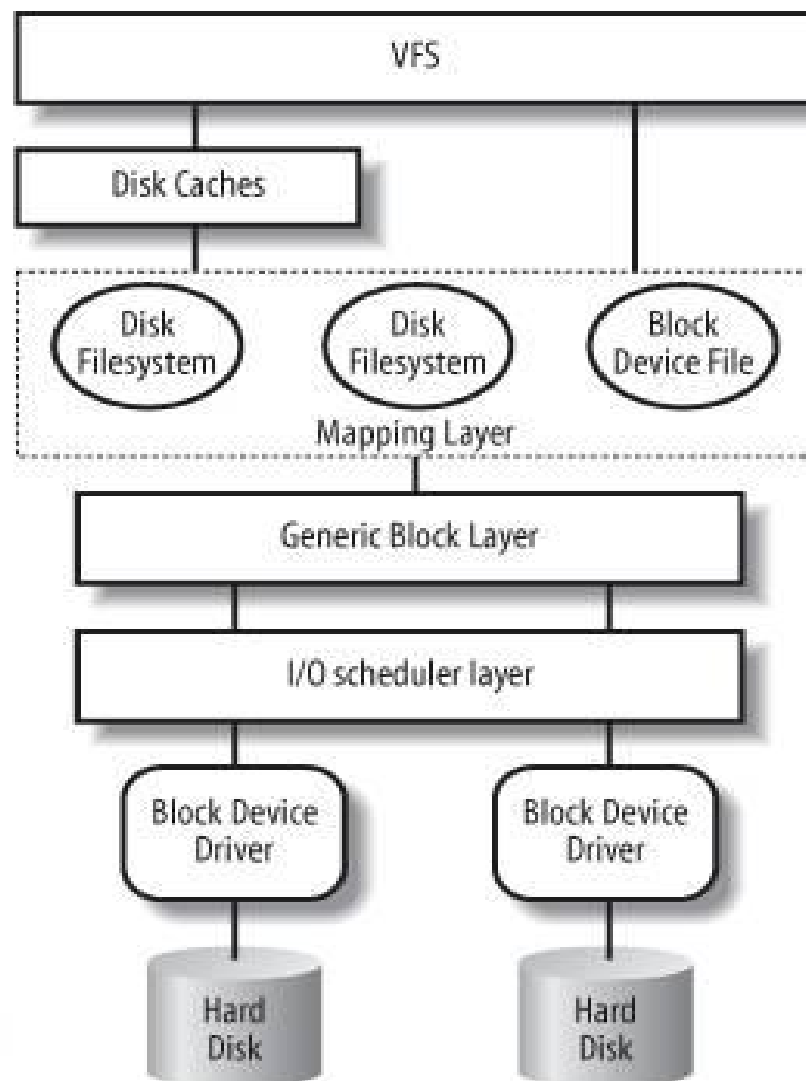 VFS
Disk Caches
Disk
Filesystem
Disk
Filesystem
Block
Device File
Mapping Layer
Generic Block Layer
I/O scheduler layer
Block Device
Driver
Block Device
Driver
Hard
Disk
Hard
Disk